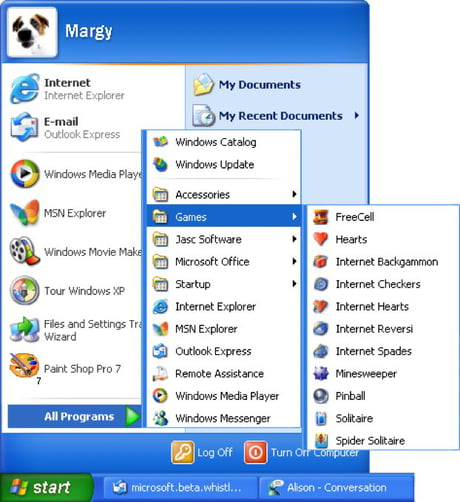 Margy
Internet
Internet Explorer
E-mail
Outlook Express
Windows Media Playe
MSN Explorer
Windows Movie Make
Tour Windows XP
Files and Settings Tra
Wizard
Paint Shop Pro 7
7
All Programs
My Documents
My Recent Documents
Windows Catalog
Windows Update
Accessories
Games
Jasc Software
Microsoft Office
Startup
Internet Explorer
MSN Explorer
Outlook Express
Remote Assistance
Windows Media Player
Windows Messenger
FreeCell
Hearts
Internet Backgammon
Internet Checkers
Internet Hearts
Internet Reversi
Internet Spades
Minesweeper
Pinball
Solitaire
Spider Solitaire
Log Off
Turn Off Computer
start
microsoft.beta.whistl...
Alison - Conversation